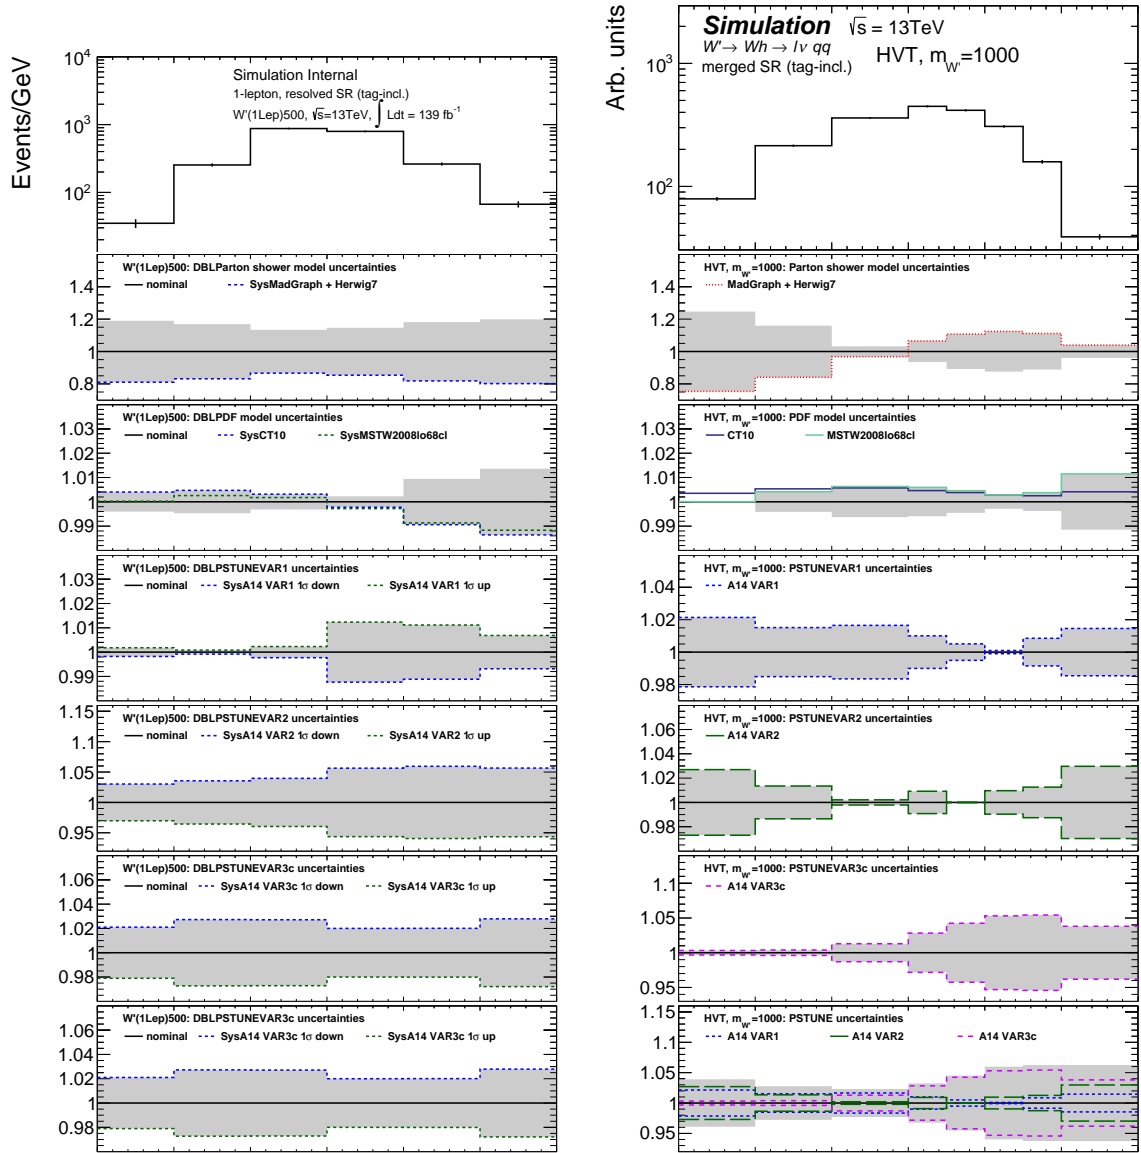 Events/GeV
10^4
10^3
10^2
Simulation Internal
1-lepton, resolved SR (tag-incl.)
W'(1Lep)500, √s=13TeV, ∫ Ldt = 139 fb^-1
W'(1Lep)500: DBLParton shower model uncertainties
nominal SysMadGraph + Herwig7
1.4
1.2
1
0.8
W'(1Lep)500: DBLPDF model uncertainties
nominal SysCT10 SysMSTW2008lo68cl
1.03
1.02
1.01
1
0.99
W'(1Lep)500: DBLPSTUNEVAR1 uncertainties
nominal SysA14 VAR1 1σ down SysA14 VAR1 1σ up
1.03
1.02
1.01
1
0.99
W'(1Lep)500: DBLPSTUNEVAR2 uncertainties
nominal SysA14 VAR2 1σ down SysA14 VAR2 1σ up
1.15
1.1
1.05
1
0.95
W'(1Lep)500: DBLPSTUNEVAR3c uncertainties
nominal SysA14 VAR3c 1σ down SysA14 VAR3c 1σ up
1.06
1.04
1.02
1
0.98
W'(1Lep)500: DBLPSTUNEVAR3c uncertainties
nominal SysA14 VAR3c 1σ down SysA14 VAR3c 1σ up
1.06
1.04
1.02
1
0.98
Arb. units
10^3
10^2
Simulation √s = 13TeV
W'→ Wh → lν qq
HVT, m_W'=1000
merged SR (tag-incl.)
HVT, m_W'=1000: Parton shower model uncertainties
MadGraph + Herwig7
1.4
1.2
1
0.8
HVT, m_W'=1000: PDF model uncertainties
CT10 MSTW2008lo68cl
1.03
1.02
1.01
1
0.99
HVT, m_W'=1000: PSTUNEVAR1 uncertainties
A14 VAR1
1.04
1.02
1
0.98
HVT, m_W'=1000: PSTUNEVAR2 uncertainties
A14 VAR2
1.06
1.04
1.02
1
0.98
HVT, m_W'=1000: PSTUNEVAR3c uncertainties
A14 VAR3c
1.1
1.05
1
0.95
HVT, m_W'=1000: PSTUNE uncertainties
A14 VAR1 A14 VAR2 A14 VAR3c
1.15
1.1
1.05
1
0.95